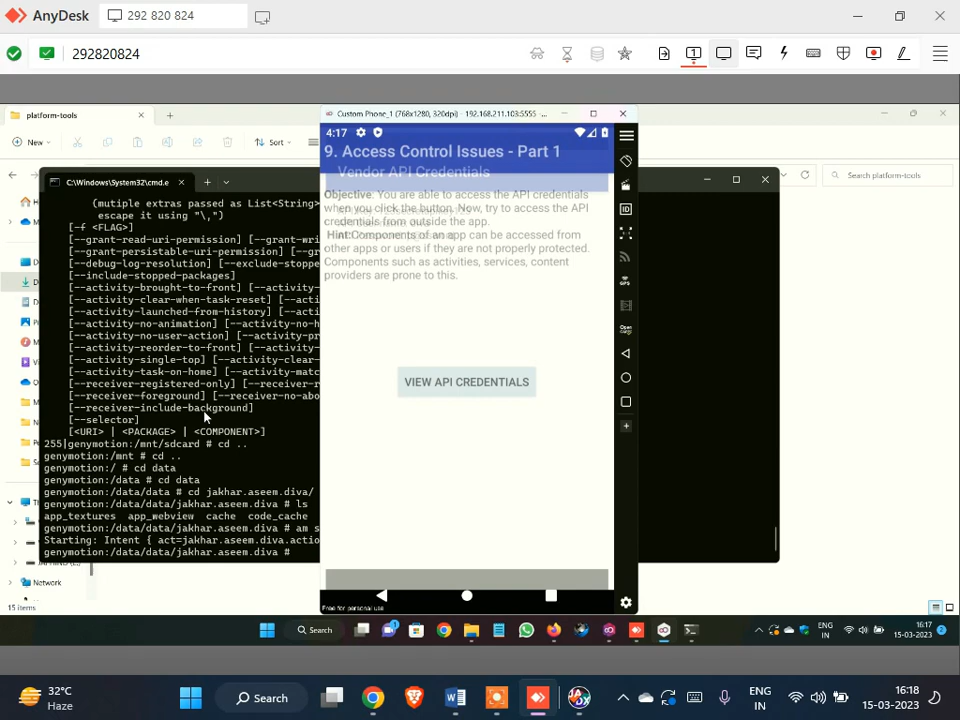 AnyDesk
292 820 824
292820824
1
platform-tools
New
Sort
Search platform-tools
C:\Windows\System32\cmd.e
(mutiple extras passed as List<String>
escape it using "\,")
[-f <FLAG>]
[--grant-read-uri-permission] [--grant-wri
[--grant-persistable-uri-permission] [--gr
[--debug-log-resolution] [--exclude-stoppe
[--include-stopped-packages]
[--activity-brought-to-front] [--activity-
[--activity-clear-when-task-reset] [--acti
[--activity-launched-from-history] [--acti
[--activity-no-animation] [--activity-no-h
[--activity-no-user-action] [--activity-pr
[--activity-reorder-to-front] [--activity-
[--activity-single-top] [--activity-clear-
[--activity-task-on-home] [--activity-matc
[--receiver-registered-only] [--receiver-r
[--receiver-foreground] [--receiver-no-abo
[--receiver-include-background]
[--selector]
[<URI> | <PACKAGE> | <COMPONENT>]
255|genymotion:/mnt/sdcard # cd ..
genymotion:/mnt # cd ..
genymotion:/ # cd data
genymotion:/data # cd data
genymotion:/data/data # cd jakhar.aseem.diva/
genymotion:/data/data/jakhar.aseem.diva # ls
app_textures app_webview cache code_cache
genymotion:/data/data/jakhar.aseem.diva # am s
Starting: Intent { act=jakhar.aseem.diva.actio
genymotion:/data/data/jakhar.aseem.diva #
Custom Phone_1 (768x1280, 320dpi) - 192.168.211.103:5555 -...
4:17
9. Access Control Issues - Part 1
Vendor API Credentials
Objective: You are able to access the API credentials
when you click the button. Now, try to access the API
credentials from outside the app.
Hint: Components of an app can be accessed from
other apps or users if they are not properly protected.
Components such as activities, services, content
providers are prone to this.
VIEW API CREDENTIALS
Free for personal use
ID
GPS
Open
Network
15 items
Search
ENG
IN
16:17
15-03-2023
32°C
Haze
Search
ENG
IN
16:18
15-03-2023